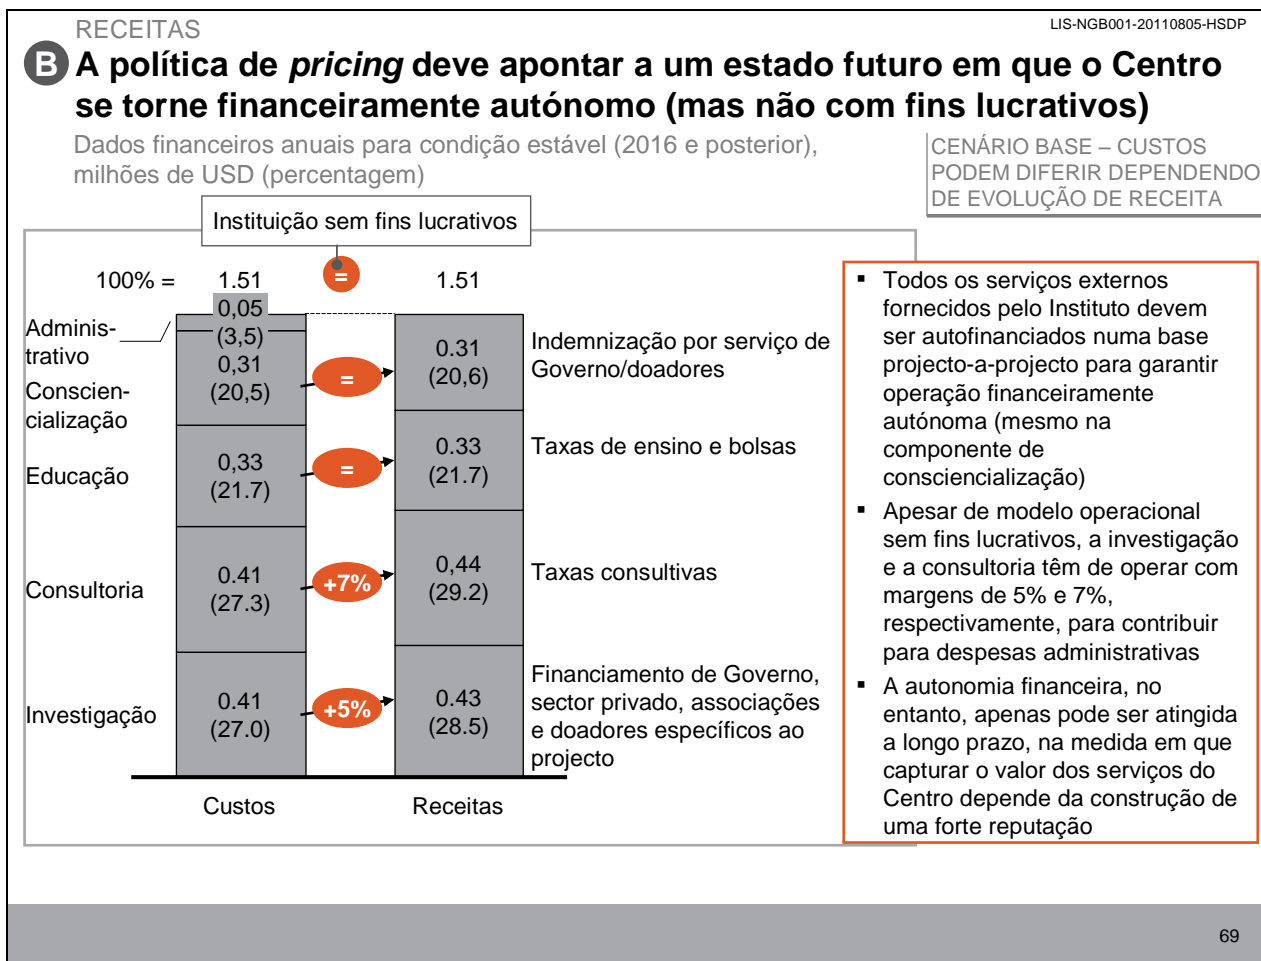 RECEITAS
LIS-NGB001-20110805-HSDP
B A política de pricing deve apontar a um estado futuro em que o Centro
se torne financeiramente autónomo (mas não com fins lucrativos)
Dados financeiros anuais para condição estável (2016 e posterior),
milhões de USD (percentagem)
CENÁRIO BASE – CUSTOS
PODEM DIFERIR DEPENDENDO
DE EVOLUÇÃO DE RECEITA
Instituição sem fins lucrativos
100% = 1.51 = 1.51
Adminis-
trativo
0,05
(3,5)
Conscien-
cialização
0,31
(20,5)
=
0.31
(20,6)
Indemnização por serviço de
Governo/doadores
Educação
0,33
(21.7)
=
0.33
(21.7)
Taxas de ensino e bolsas
Consultoria
0.41
(27.3)
+7%
0,44
(29.2)
Taxas consultivas
Investigação
0.41
(27.0)
+5%
0.43
(28.5)
Financiamento de Governo,
sector privado, associações
e doadores específicos ao
projecto
Custos
Receitas
▪ Todos os serviços externos
fornecidos pelo Instituto devem
ser autofinanciados numa base
projecto-a-projecto para garantir
operação financeiramente
autónoma (mesmo na
componente de
consciencialização)
▪ Apesar de modelo operacional
sem fins lucrativos, a investigação
e a consultoria têm de operar com
margens de 5% e 7%,
respectivamente, para contribuir
para despesas administrativas
▪ A autonomia financeira, no
entanto, apenas pode ser atingida
a longo prazo, na medida em que
capturar o valor dos serviços do
Centro depende da construção de
uma forte reputação
69